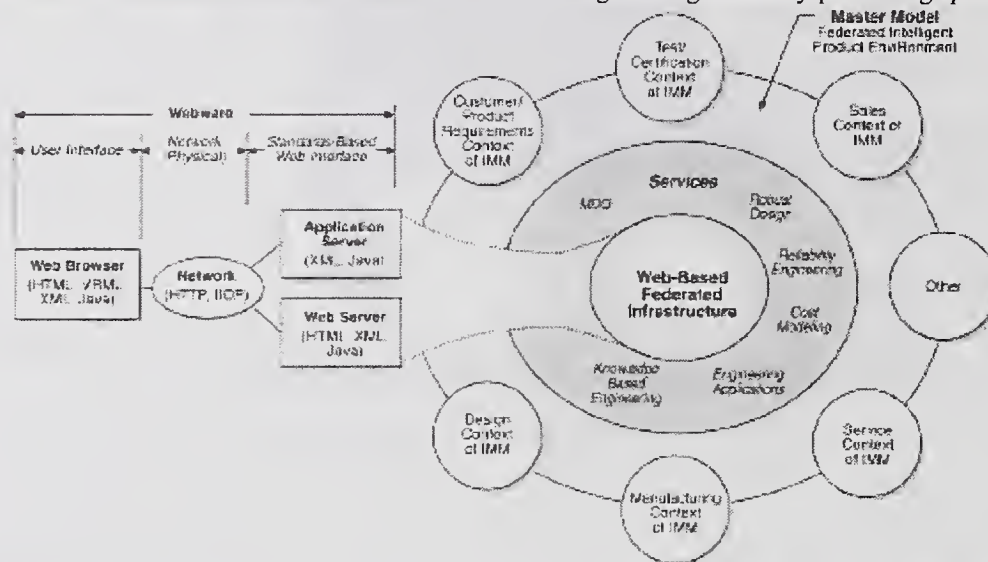 Master Model
Federated Intelligent
Product Environment
Test/
Certification
Context
of IMM
Customer/
Product
Requirements
Context
of IMM
Sales
Context of
IMM
Webware
User Interface
Network
(Physical)
Standards-Based
Web Interface
Services
MDO
Robust
Design
Application
Server
(XML, Java)
Web Browser
(HTML, VRML,
XML, Java)
Network
(HTTP, IIOP)
Web-Based
Federated
Infrastructure
Reliability
Engineering
Other
Web Server
(HTML, XML,
Java)
Cost
Modeling
Knowledge
Based
Engineering
Engineering
Applications
Design
Context
of IMM
Service
Context
of IMM
Manufacturing
Context
of IMM